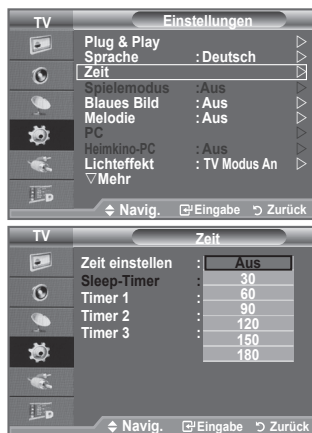 TV Einstellungen
Plug & Play
Sprache : Deutsch
Zeit
Spielemodus : Aus
Blaues Bild : Aus
Melodie : Aus
PC
Heimkino-PC : Aus
Lichteffekt : TV Modus An
▽Mehr
Navig. Eingabe Zurück
TV Zeit
Zeit einstellen : Aus
Sleep-Timer : 30
Timer 1 : 60
90
Timer 2 : 120
Timer 3 : 150
180
Navig. Eingabe Zurück